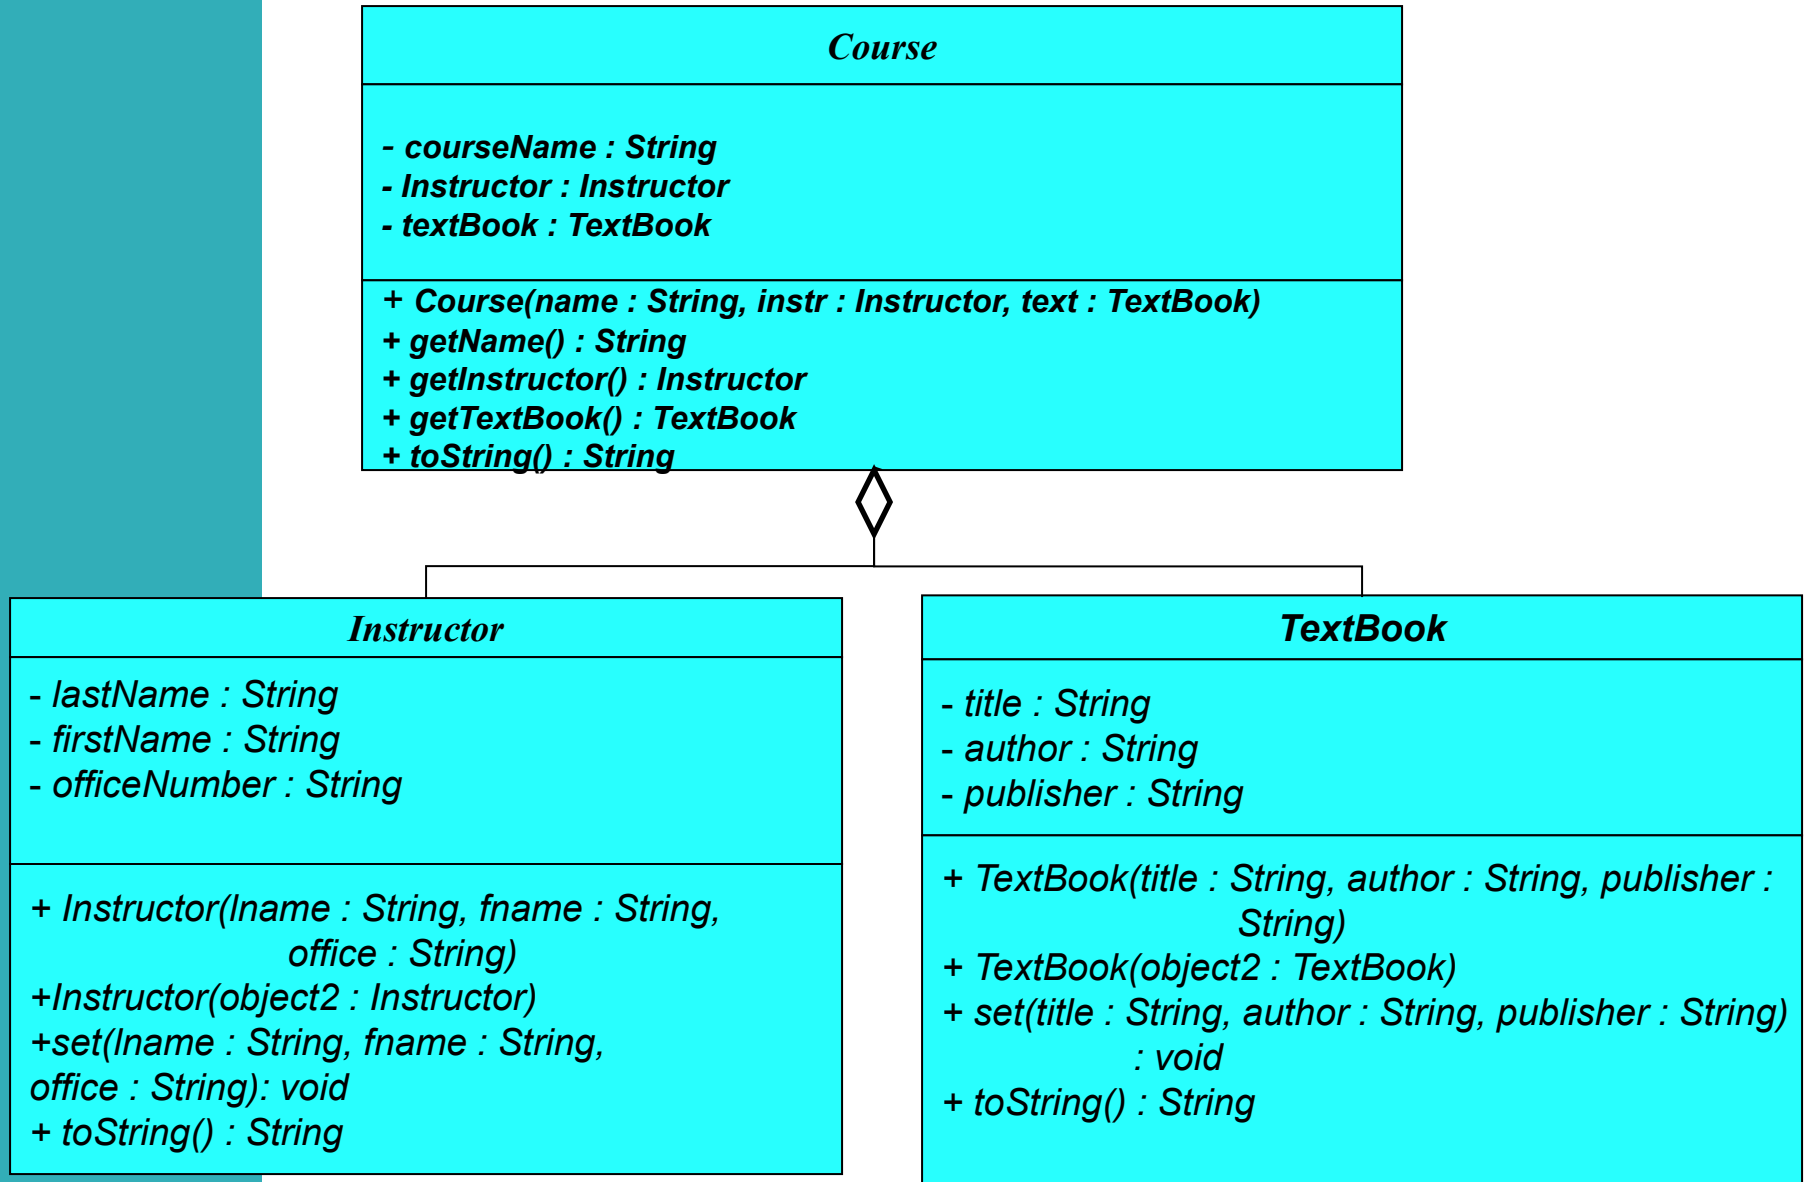 Course
- courseName : String
- Instructor : Instructor
- textBook : TextBook
+ Course(name : String, instr : Instructor, text : TextBook)
+ getName() : String
+ getInstructor() : Instructor
+ getTextBook() : TextBook
+ toString() : String
Instructor
- lastName : String
- firstName : String
- officeNumber : String
+ Instructor(lname : String, fname : String,
office : String)
+Instructor(object2 : Instructor)
+set(lname : String, fname : String,
office : String): void
+ toString() : String
TextBook
- title : String
- author : String
- publisher : String
+ TextBook(title : String, author : String, publisher :
String)
+ TextBook(object2 : TextBook)
+ set(title : String, author : String, publisher : String)
: void
+ toString() : String